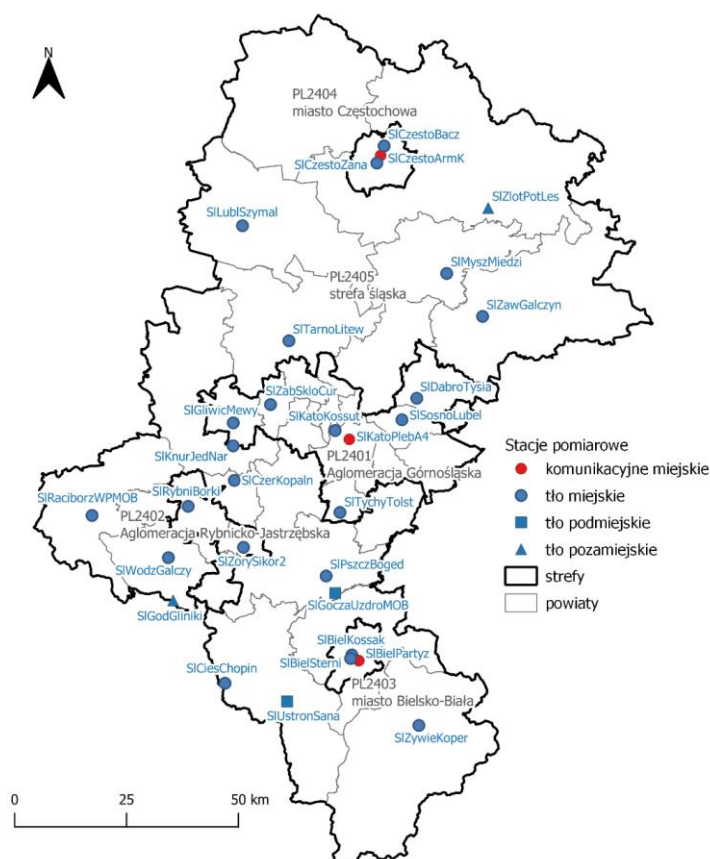 N
PL2404
miasto Częstochowa
SlCzestoBacz
SlCzestoArmK
SlCzestoZana
SlZlotPotLes
SlLublSzymal
SlMyszMiedzi
PL2405
strefa śląska
SlZawGalczyn
SlTarnoLitew
SlZabSkloCur
SlDabroTysia
SlGliwicMewy
SlKatoKossut
SlSosnoLubel
SlKatoPlebA4
SlKnurJedNar
PL2401
Aglomeracja Górnośląska
SlCzerKopaln
SlRaciborzWPMOB
SlRybniBorki
SlTychyTolst
PL2402
Aglomeracja Rybnicko-Jastrzębska
SlWodzGalczy
SlZorySikor2
SlPszczBoged
SlGodGliniki
SlGoczaUzdroMOB
SlBielKossak
SlBielPartyz
SlBielSterni
SlCiesChopin
PL2403
miasto Bielsko-Biała
SlUstronSana
SlZywieKoper
Stacje pomiarowe
komunikacyjne miejskie
tło miejskie
tło podmiejskie
tło pozamiejskie
strefy
powiaty
0 25 50 km